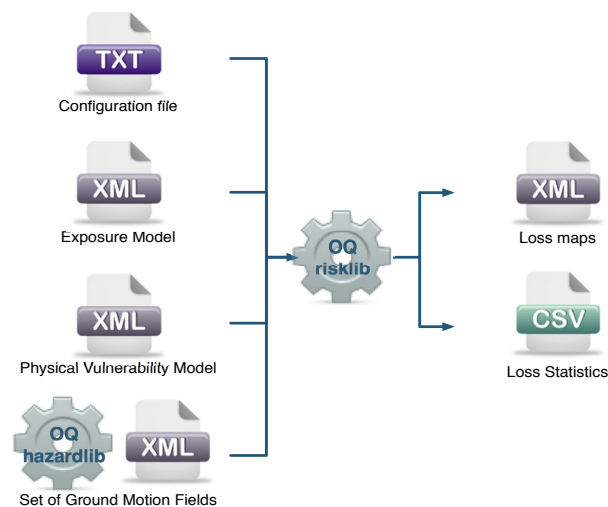 TXT
Configuration file
XML
Exposure Model
XML
Physical Vulnerability Model
OQ
hazardlib
XML
Set of Ground Motion Fields
OQ
risklib
XML
Loss maps
CSV
Loss Statistics